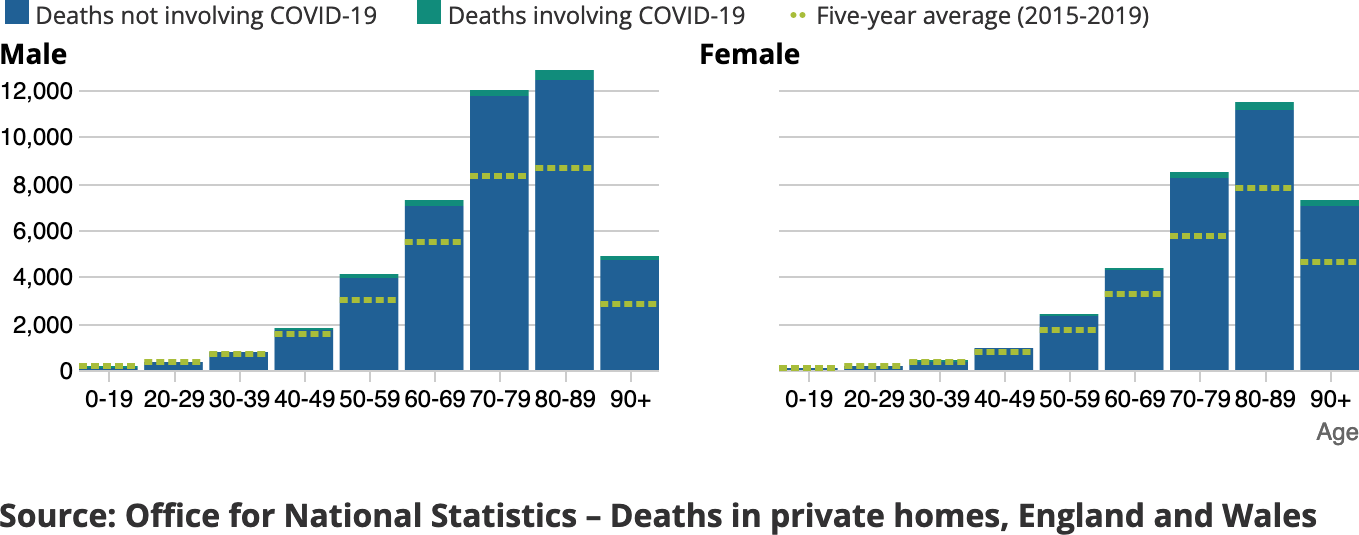 Deaths not involving COVID-19 Deaths involving COVID-19 Five-year average (2015-2019)
Male Female
12,000
10,000
8,000
6,000
4,000
2,000
0
0-19 20-29 30-39 40-49 50-59 60-69 70-79 80-89 90+ 0-19 20-29 30-39 40-49 50-59 60-69 70-79 80-89 90+
Age
Source: Office for National Statistics – Deaths in private homes, England and Wales